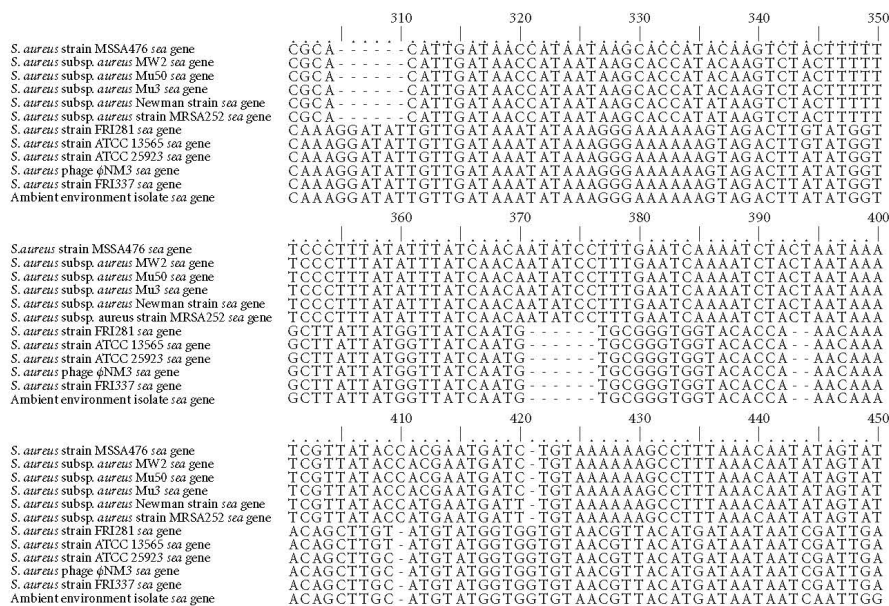 310 320 330 340 350
S. aureus strain MSSA476 sea gene CGCA------CATTGATAACCATAATAAGCACCATACAAGTCTACTTTTT
S. aureus subsp. aureus MW2 sea gene CGCA------CATTGATAACCATAATAAGCACCATACAAGTCTACTTTTT
S. aureus subsp. aureus Mu50 sea gene CGCA------CATTGATAACCATAATAAGCACCATACAAGTCTACTTTTT
S. aureus subsp. aureus Mu3 sea gene CGCA------CATTGATAACCATAATAAGCACCATACAAGTCTACTTTTT
S. aureus subsp. aureus Newman strain sea gene CGCA------CATTGATAACCATAATAAGCACCATATAAGTCTACTTTTT
S. aureus subsp. aureus strain MRSA252 sea gene CGCA------CATTGATAACCATAATAAGCACCATATAAGTCTACTTTTT
S. aureus strain FRI281 sea gene CAAAGGATATTGTTGATAAATATAAAGGGAAAAAAGTAGACTTGTATGGT
S. aureus strain ATCC 13565 sea gene CAAAGGATATTGTTGATAAATATAAAGGGAAAAAAGTAGACTTGTATGGT
S. aureus strain ATCC 25923 sea gene CAAAGGATATTGTTGATAAATATAAAGGGAAAAAAGTAGACTTATATGGT
S. aureus phage ϕNM3 sea gene CAAAGGATATTGTTGATAAATATAAAGGGAAAAAAGTAGACTTATATGGT
S. aureus strain FRI337 sea gene CAAAGGATATTGTTGATAAATATAAAGGGAAAAAAGTAGACTTATATGGT
Ambient environment isolate sea gene CAAAGGATATTGTTGATAAATATAAAGGGAAAAAAGTAGACTTATATGGT
360 370 380 390 400
S.aureus strain MSSA476 sea gene TCCCTTTATATTTATCAACAATATCCTTTGAATCAAAATCTACTAATAAA
S. aureus subsp. aureus MW2 sea gene TCCCTTTATATTTATCAACAATATCCTTTGAATCAAAATCTACTAATAAA
S. aureus subsp. aureus Mu50 sea gene TCCCTTTATATTTATCAACAATATCCTTTGAATCAAAATCTACTAATAAA
S. aureus subsp. aureus Mu3 sea gene TCCCTTTATATTTATCAACAATATCCTTTGAATCAAAATCTACTAATAAA
S. aureus subsp. aureus Newman strain sea gene TCCCTTTATATTTATCAACAATATCCTTTGAATCAAAATCTACTAATAAA
S. aureus subsp. aureus strain MRSA252 sea gene TCCCTTTATATTTATCAACAATATCCTTTGAATCAAAATCTACTAATAAA
S. aureus strain FRI281 sea gene GCTTATTATGGTTATCAATG------TGCGGGTGGTACACCA--AACAAA
S. aureus strain ATCC 13565 sea gene GCTTATTATGGTTATCAATG------TGCGGGTGGTACACCA--AACAAA
S. aureus strain ATCC 25923 sea gene GCTTATTATGGTTATCAATG------TGCGGGTGGTACACCA--AACAAA
S. aureus phage ϕNM3 sea gene GCTTATTATGGTTATCAATG------TGCGGGTGGTACACCA--AACAAA
S. aureus strain FRI337 sea gene GCTTATTATGGTTATCAATG------TGCGGGTGGTACACCA--AACAAA
Ambient environment isolate sea gene GCTTATTATGGTTATCAATG------TGCGGGTGGTACACCA--AACAAA
410 420 430 440 450
S. aureus strain MSSA476 sea gene TCGTTATACCACGAATGATC-TGTAAAAAAGCCTTTAAACAATATAGTAT
S. aureus subsp. aureus MW2 sea gene TCGTTATACCACGAATGATC-TGTAAAAAAGCCTTTAAACAATATAGTAT
S. aureus subsp. aureus Mu50 sea gene TCGTTATACCACGAATGATC-TGTAAAAAAGCCTTTAAACAATATAGTAT
S. aureus subsp. aureus Mu3 sea gene TCGTTATACCACGAATGATC-TGTAAAAAAGCCTTTAAACAATATAGTAT
S. aureus subsp. aureus Newman strain sea gene TCGTTATACCATGAATGATT-TGTAAAAAAGCCTTTAAACAATATAGTAT
S. aureus subsp. aureus strain MRSA252 sea gene TCGTTATACCATGAATGATT-TGTAAAAAAGCCTTTAAACAATATAGTAT
S. aureus strain FRI281 sea gene ACAGCTTGT-ATGTATGGTGGTGTAACGTTACATGATAATAATCGATTGA
S. aureus strain ATCC 13565 sea gene ACAGCTTGT-ATGTATGGTGGTGTAACGTTACATGATAATAATCGATTGA
S. aureus strain ATCC 25923 sea gene ACAGCTTGC-ATGTATGGTGGTGTAACGTTACATGATAATAATCAATTGA
S. aureus phage ϕNM3 sea gene ACAGCTTGC-ATGTATGGTGGTGTAACGTTACATGATAATAATCAATTGA
S. aureus strain FRI337 sea gene ACAGCTTGC-ATGTATGGTGGTGTAACGTTACATGATAATAATCAATTGA
Ambient environment isolate sea gene ACAGCTTGC-ATGTATGGTGGTGTAACGTTACATGATAATAATCAATTGG